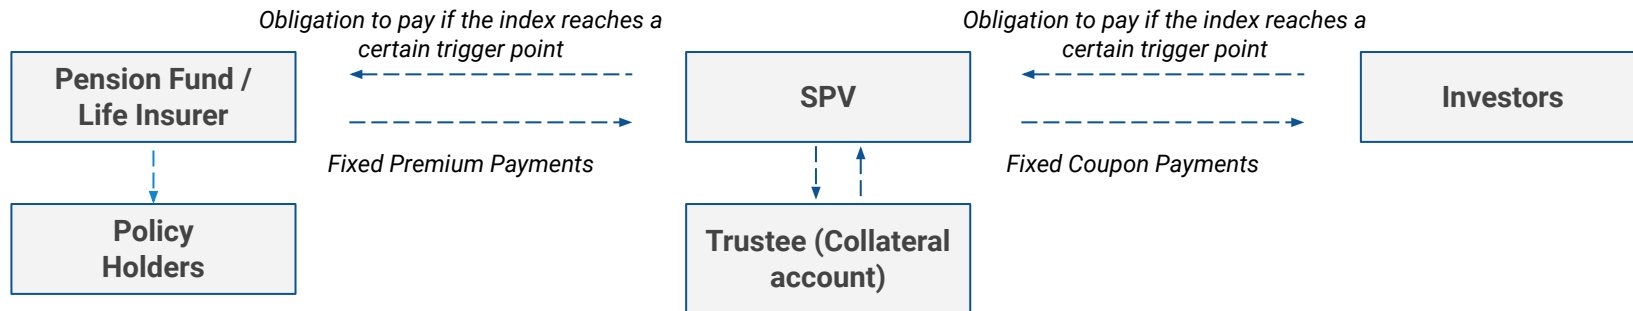 Obligation to pay if the index reaches a
certain trigger point
Obligation to pay if the index reaches a
certain trigger point
Pension Fund /
Life Insurer
SPV
Investors
Fixed Premium Payments
Fixed Coupon Payments
Policy
Holders
Trustee (Collateral
account)